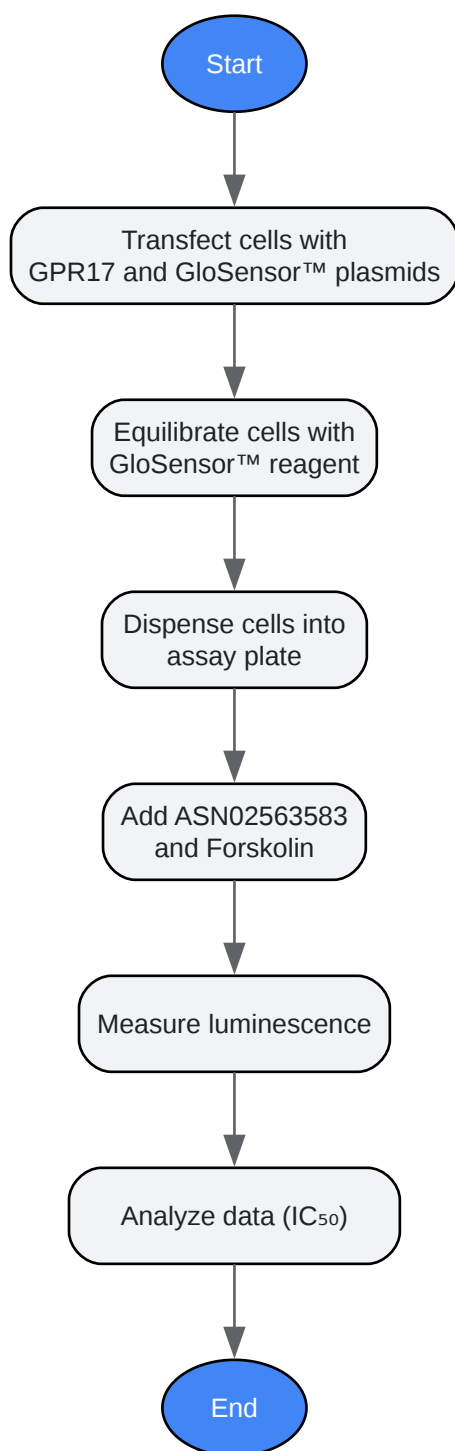 Start
Transfect cells with
GPR17 and GloSensor™ plasmids
Equilibrate cells with
GloSensor™ reagent
Dispense cells into
assay plate
Add ASN02563583
and Forskolin
Measure luminescence
Analyze data (IC₅₀)
End